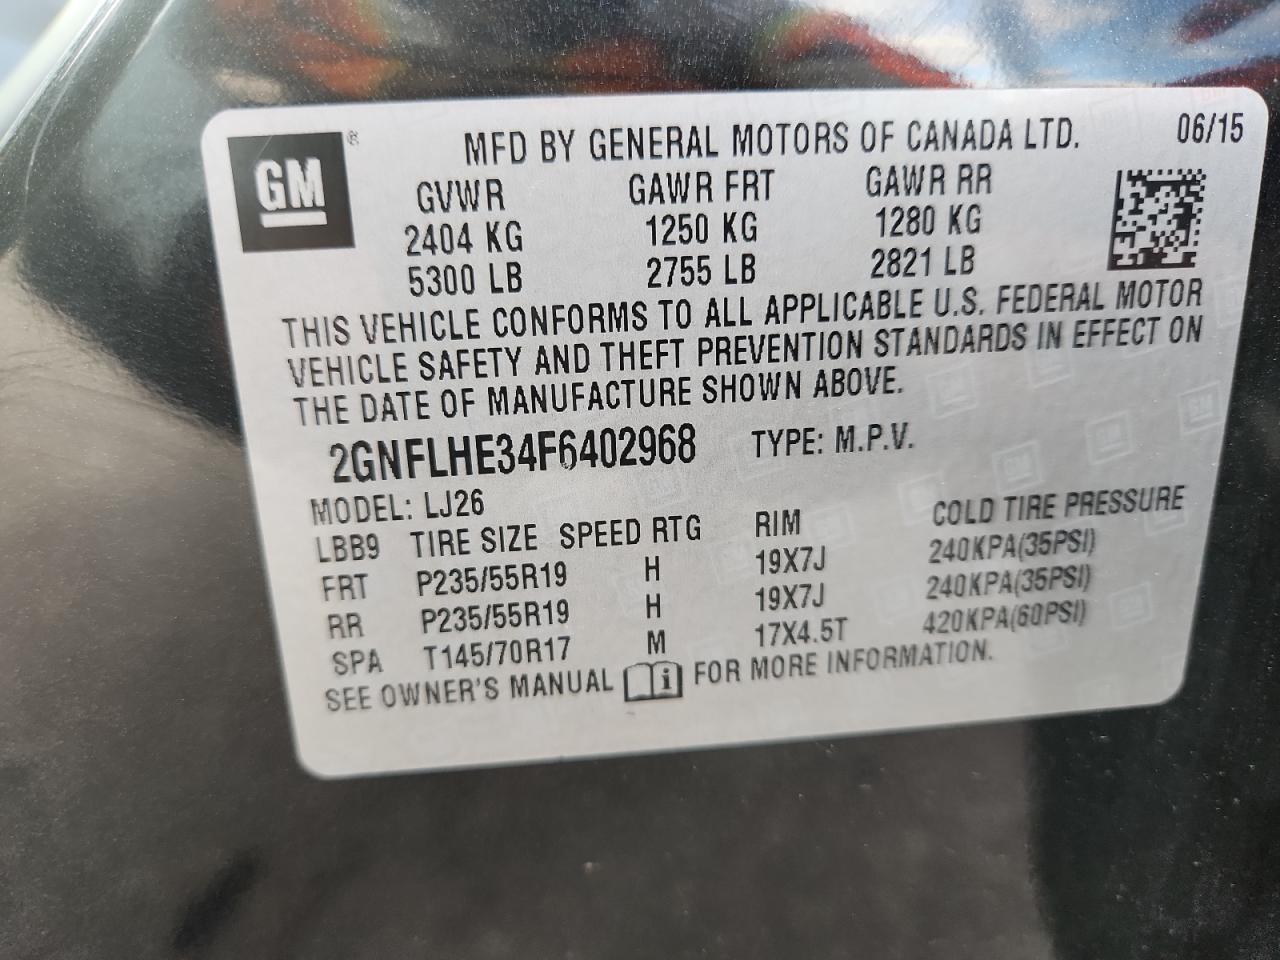 GM ® MFD BY GENERAL MOTORS OF CANADA LTD. 06/15
GVWR GAWR FRT GAWR RR
2404 KG 1250 KG 1280 KG
5300 LB 2755 LB 2821 LB
THIS VEHICLE CONFORMS TO ALL APPLICABLE U.S. FEDERAL MOTOR
VEHICLE SAFETY AND THEFT PREVENTION STANDARDS IN EFFECT ON
THE DATE OF MANUFACTURE SHOWN ABOVE.
2GNFLHE34F6402968 TYPE: M.P.V.
MODEL: LJ26
LBB9 TIRE SIZE SPEED RTG RIM COLD TIRE PRESSURE
FRT P235/55R19 H 19X7J 240KPA(35PSI)
RR P235/55R19 H 19X7J 240KPA(35PSI)
SPA T145/70R17 M 17X4.5T 420KPA(60PSI)
SEE OWNER'S MANUAL i FOR MORE INFORMATION.